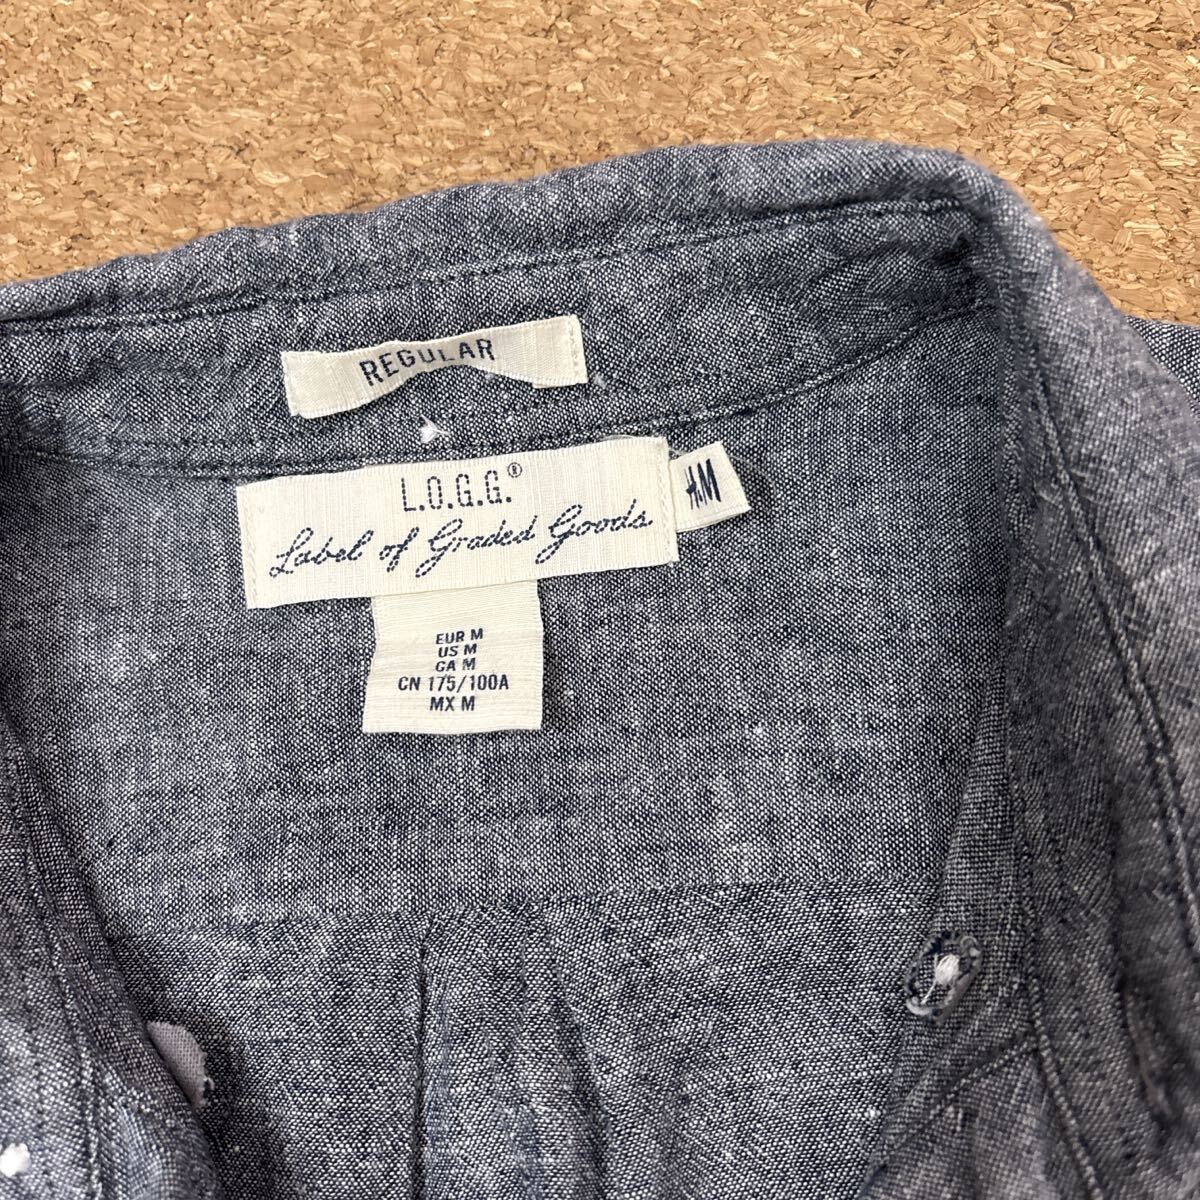 REGULAR
L.O.G.G.®
Label of Graded Goods
H&M
EUR M
US M
CA M
CN 175/100A
MX M